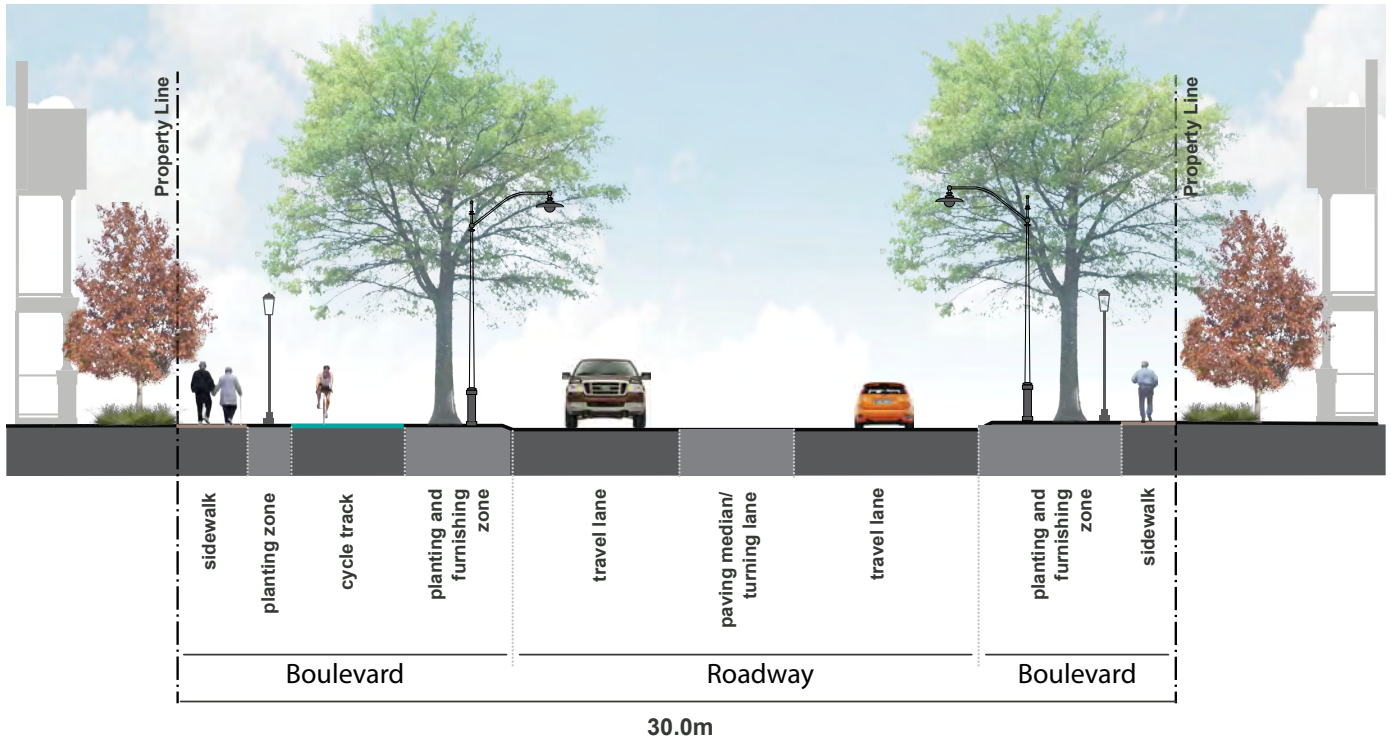 Property Line
Property Line
sidewalk
planting zone
cycle track
planting and
furnishing
zone
travel lane
paving median/
turning lane
travel lane
planting and
furnishing
zone
sidewalk
Boulevard
Roadway
Boulevard
30.0m